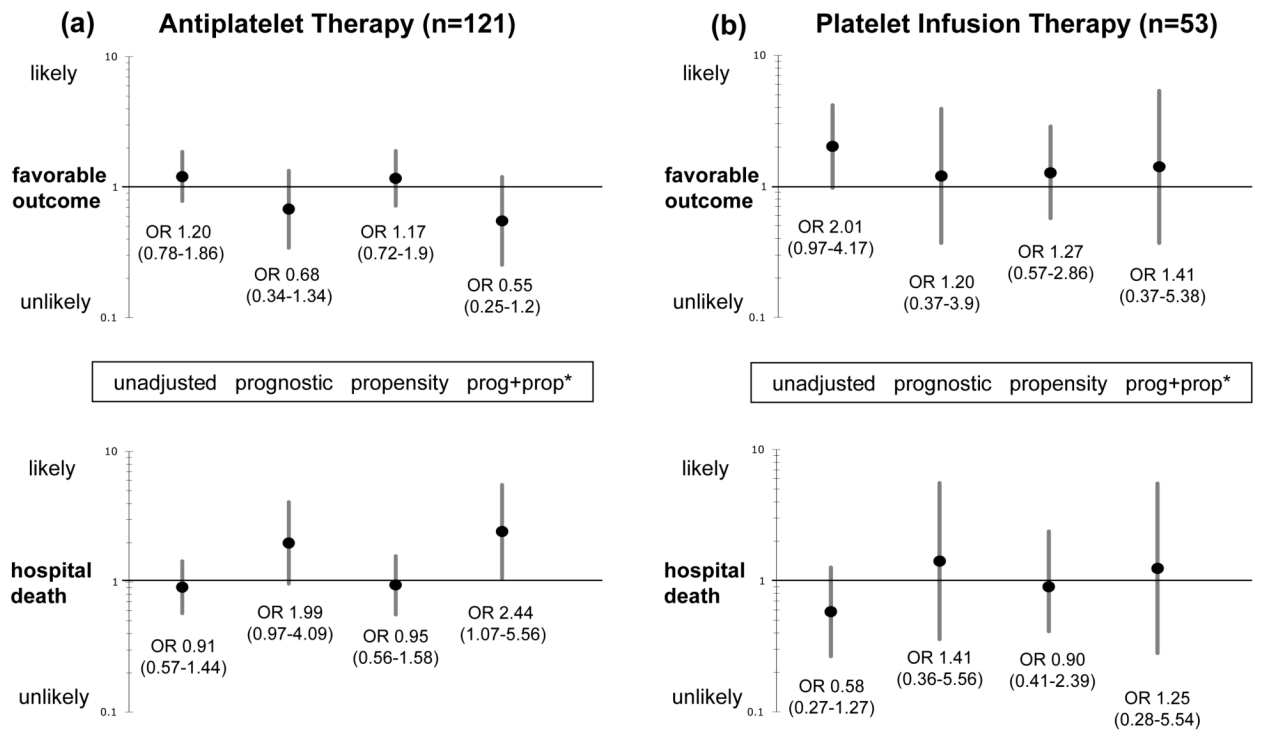 (a) Antiplatelet Therapy (n=121)
10
likely
favorable
outcome
1
OR 1.20
(0.78-1.86)
OR 0.68
(0.34-1.34)
OR 1.17
(0.72-1.9)
OR 0.55
(0.25-1.2)
unlikely
0.1
unadjusted prognostic propensity prog+prop*
10
likely
hospital
death
1
OR 0.91
(0.57-1.44)
OR 1.99
(0.97-4.09)
OR 0.95
(0.56-1.58)
OR 2.44
(1.07-5.56)
unlikely
0.1
(b) Platelet Infusion Therapy (n=53)
10
likely
favorable
outcome
1
OR 2.01
(0.97-4.17)
OR 1.20
(0.37-3.9)
OR 1.27
(0.57-2.86)
OR 1.41
(0.37-5.38)
unlikely
0.1
unadjusted prognostic propensity prog+prop*
10
likely
hospital
death
1
OR 0.58
(0.27-1.27)
OR 1.41
(0.36-5.56)
OR 0.90
(0.41-2.39)
OR 1.25
(0.28-5.54)
unlikely
0.1